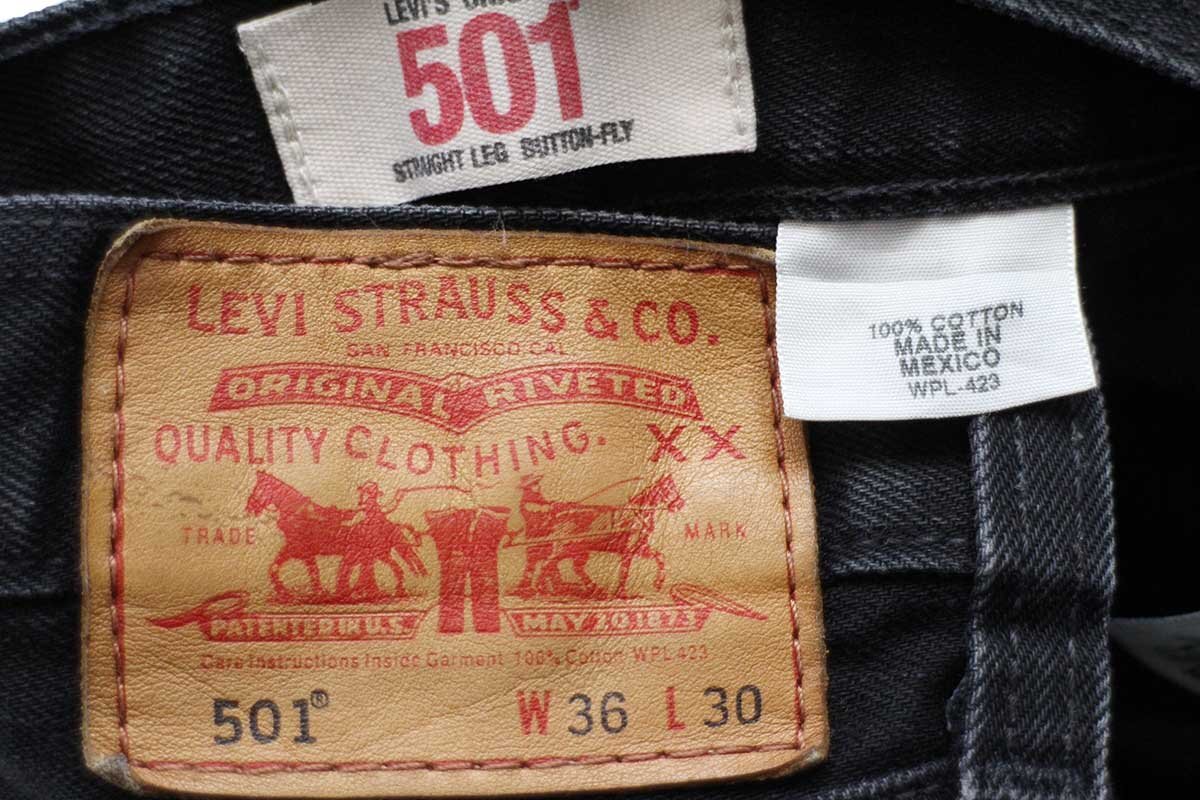 LEVI'S
501®
STRAIGHT LEG BUTTON-FLY
LEVI STRAUSS & CO.
SAN FRANCISCO CAL
ORIGINAL RIVETED
QUALITY CLOTHING. XX
TRADE MARK
PATENTED IN U.S. MAY 20 1873
Care Instructions Inside Garment 100% Cotton WPL 423
501® W 36 L 30
100% COTTON
MADE IN
MEXICO
WPL-423